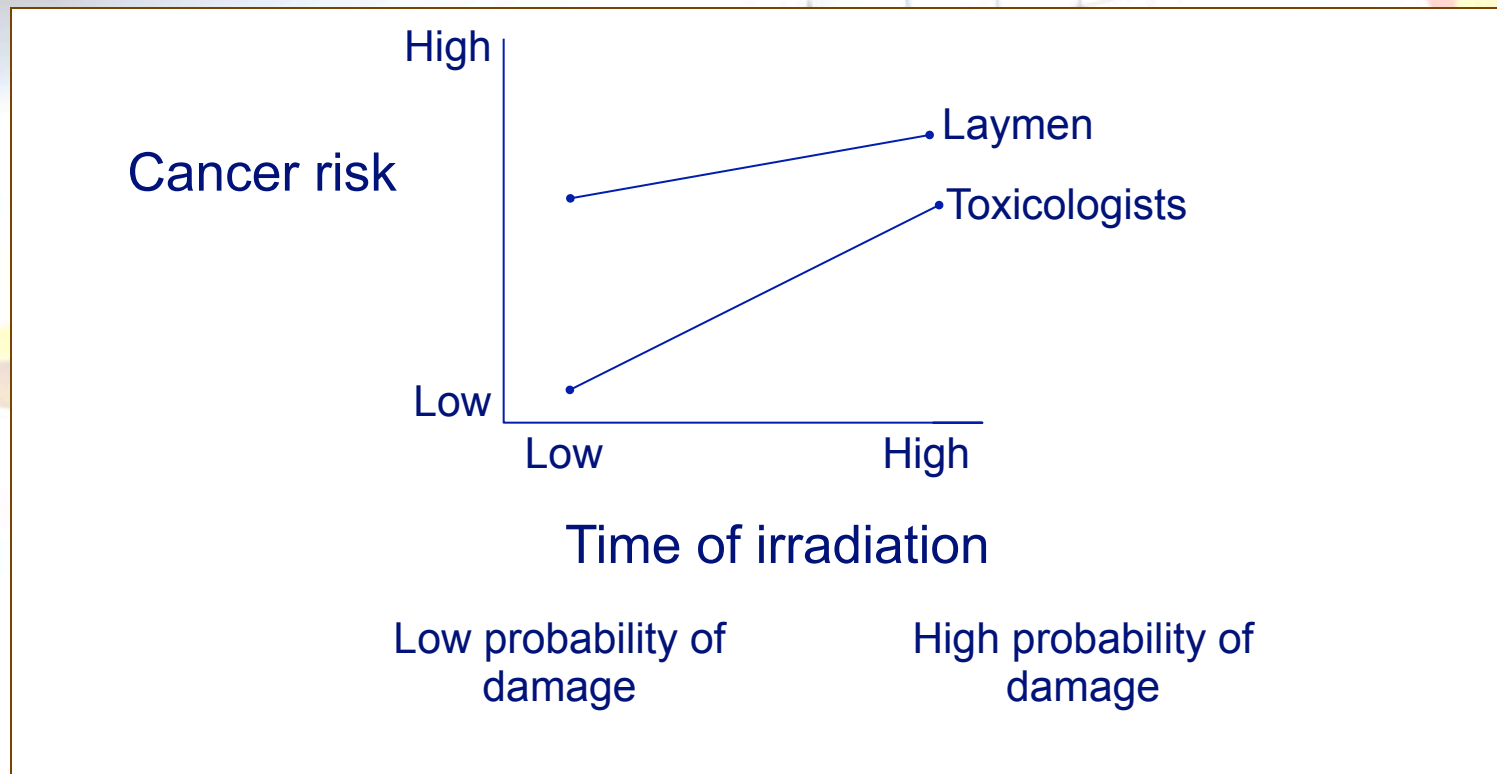 High
Laymen
Cancer risk
Toxicologists
Low
Low High
Time of irradiation
Low probability of
damage
High probability of
damage